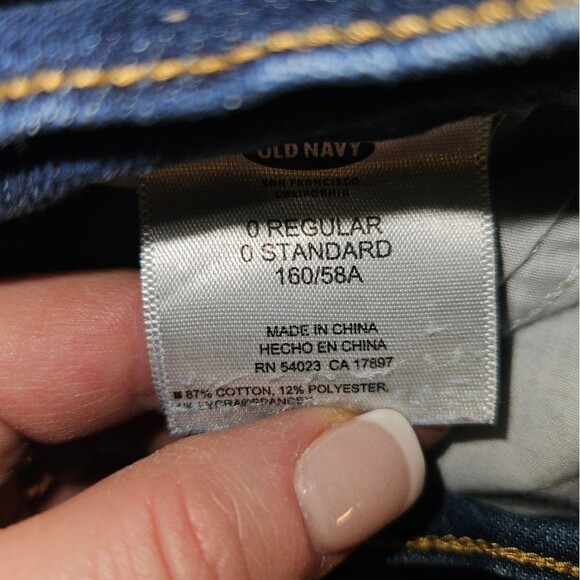 OLD NAVY
SAN FRANCISCO
CALIFORNIA
0 REGULAR
0 STANDARD
160/58A
MADE IN CHINA
HECHO EN CHINA
RN 54023 CA 17897
87% COTTON, 12% POLYESTER,